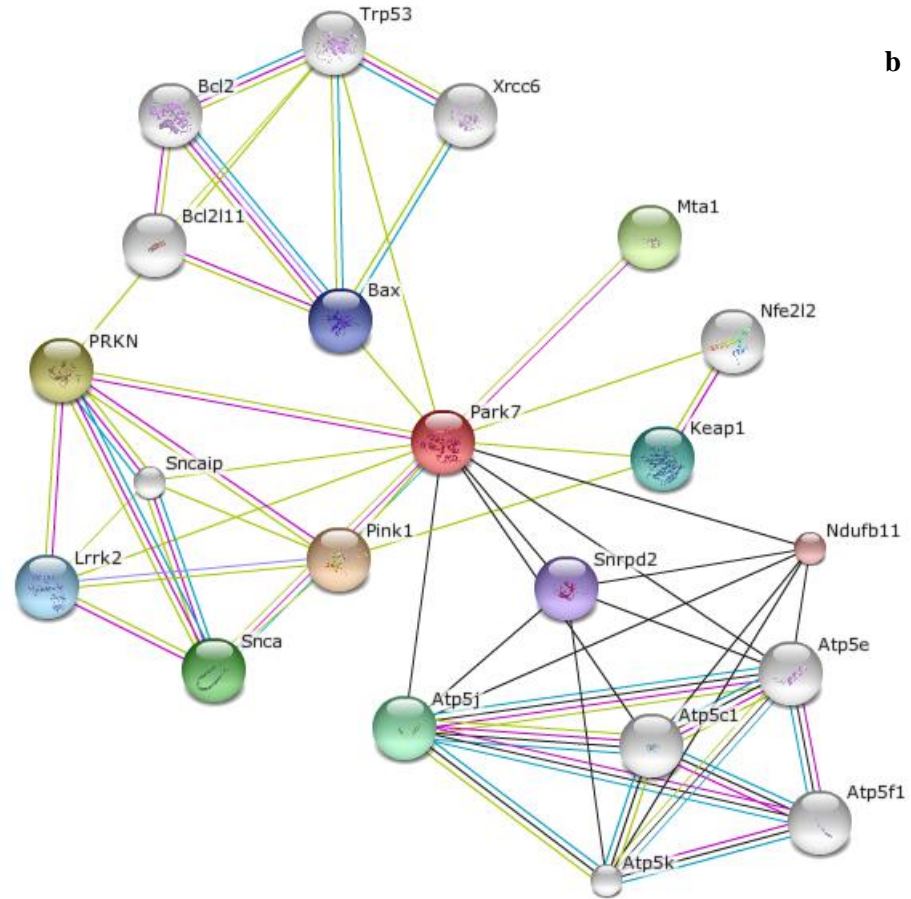 Trp53
b
Bcl2
Xrcc6
Mta1
Bcl2l11
Bax
Nfe2l2
PRKN
Park7
Keap1
Sncaip
Pink1
Ndufb11
Lrrk2
Snrpd2
Snca
Atp5e
Atp5j
Atp5c1
Atp5f1
Atp5k